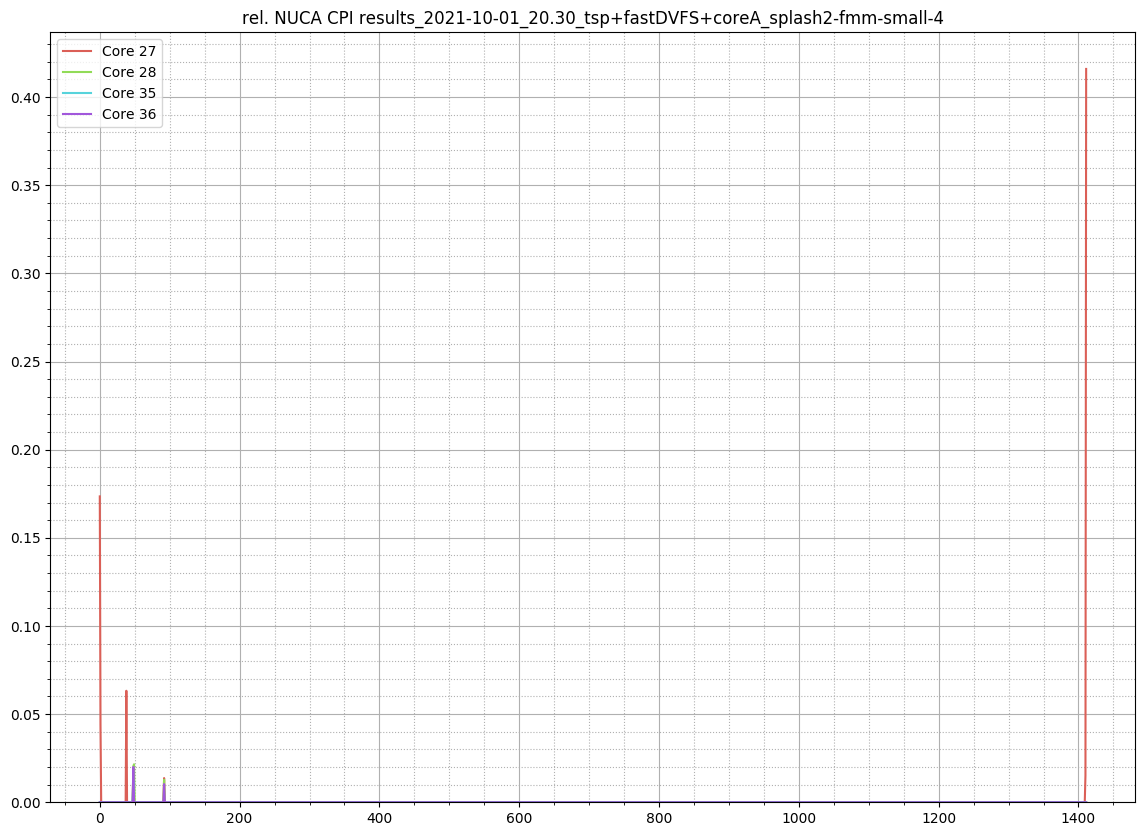 rel. NUCA CPI results_2021-10-01_20.30_tsp+fastDVFS+coreA_splash2-fmm-small-4
Core 27
Core 28
Core 35
Core 36
0.40
0.35
0.30
0.25
0.20
0.15
0.10
0.05
0.00
0 200 400 600 800 1000 1200 1400